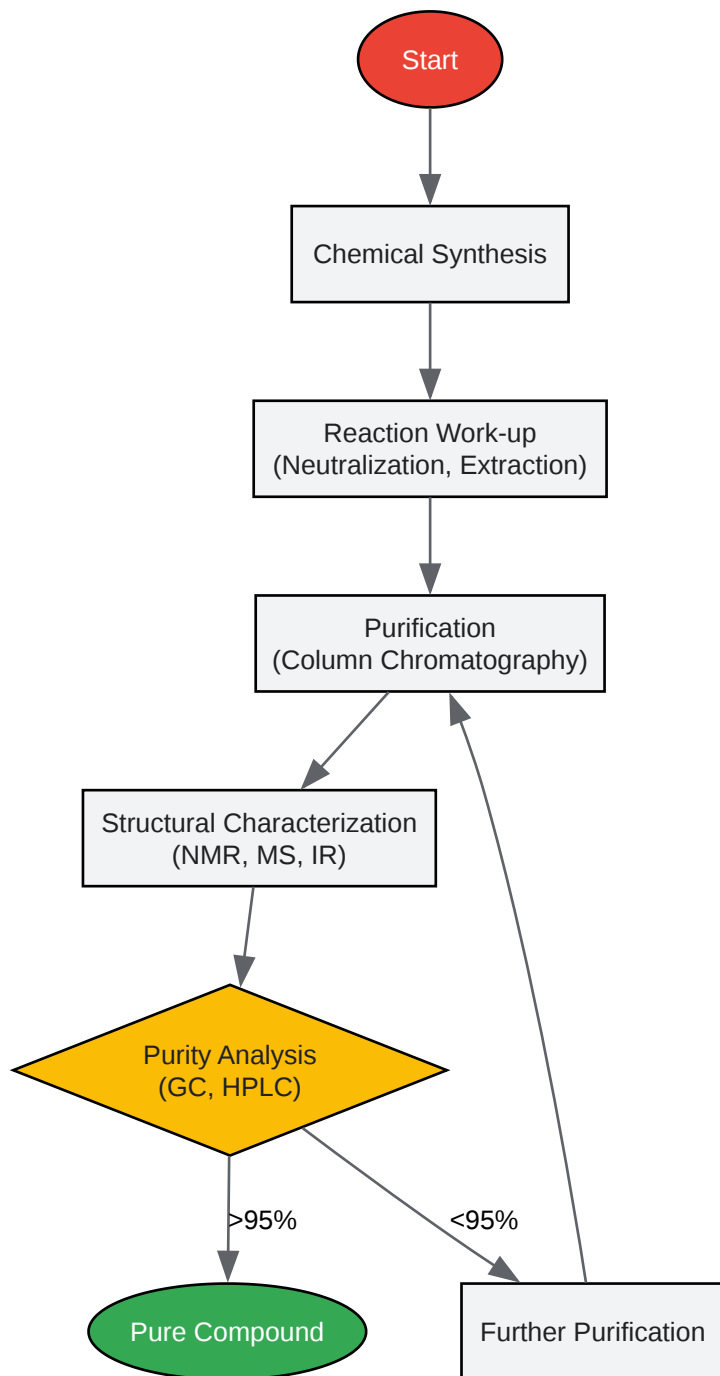 Start
Chemical Synthesis
Reaction Work-up
(Neutralization, Extraction)
Purification
(Column Chromatography)
Structural Characterization
(NMR, MS, IR)
Purity Analysis
(GC, HPLC)
>95%
<95%
Pure Compound
Further Purification